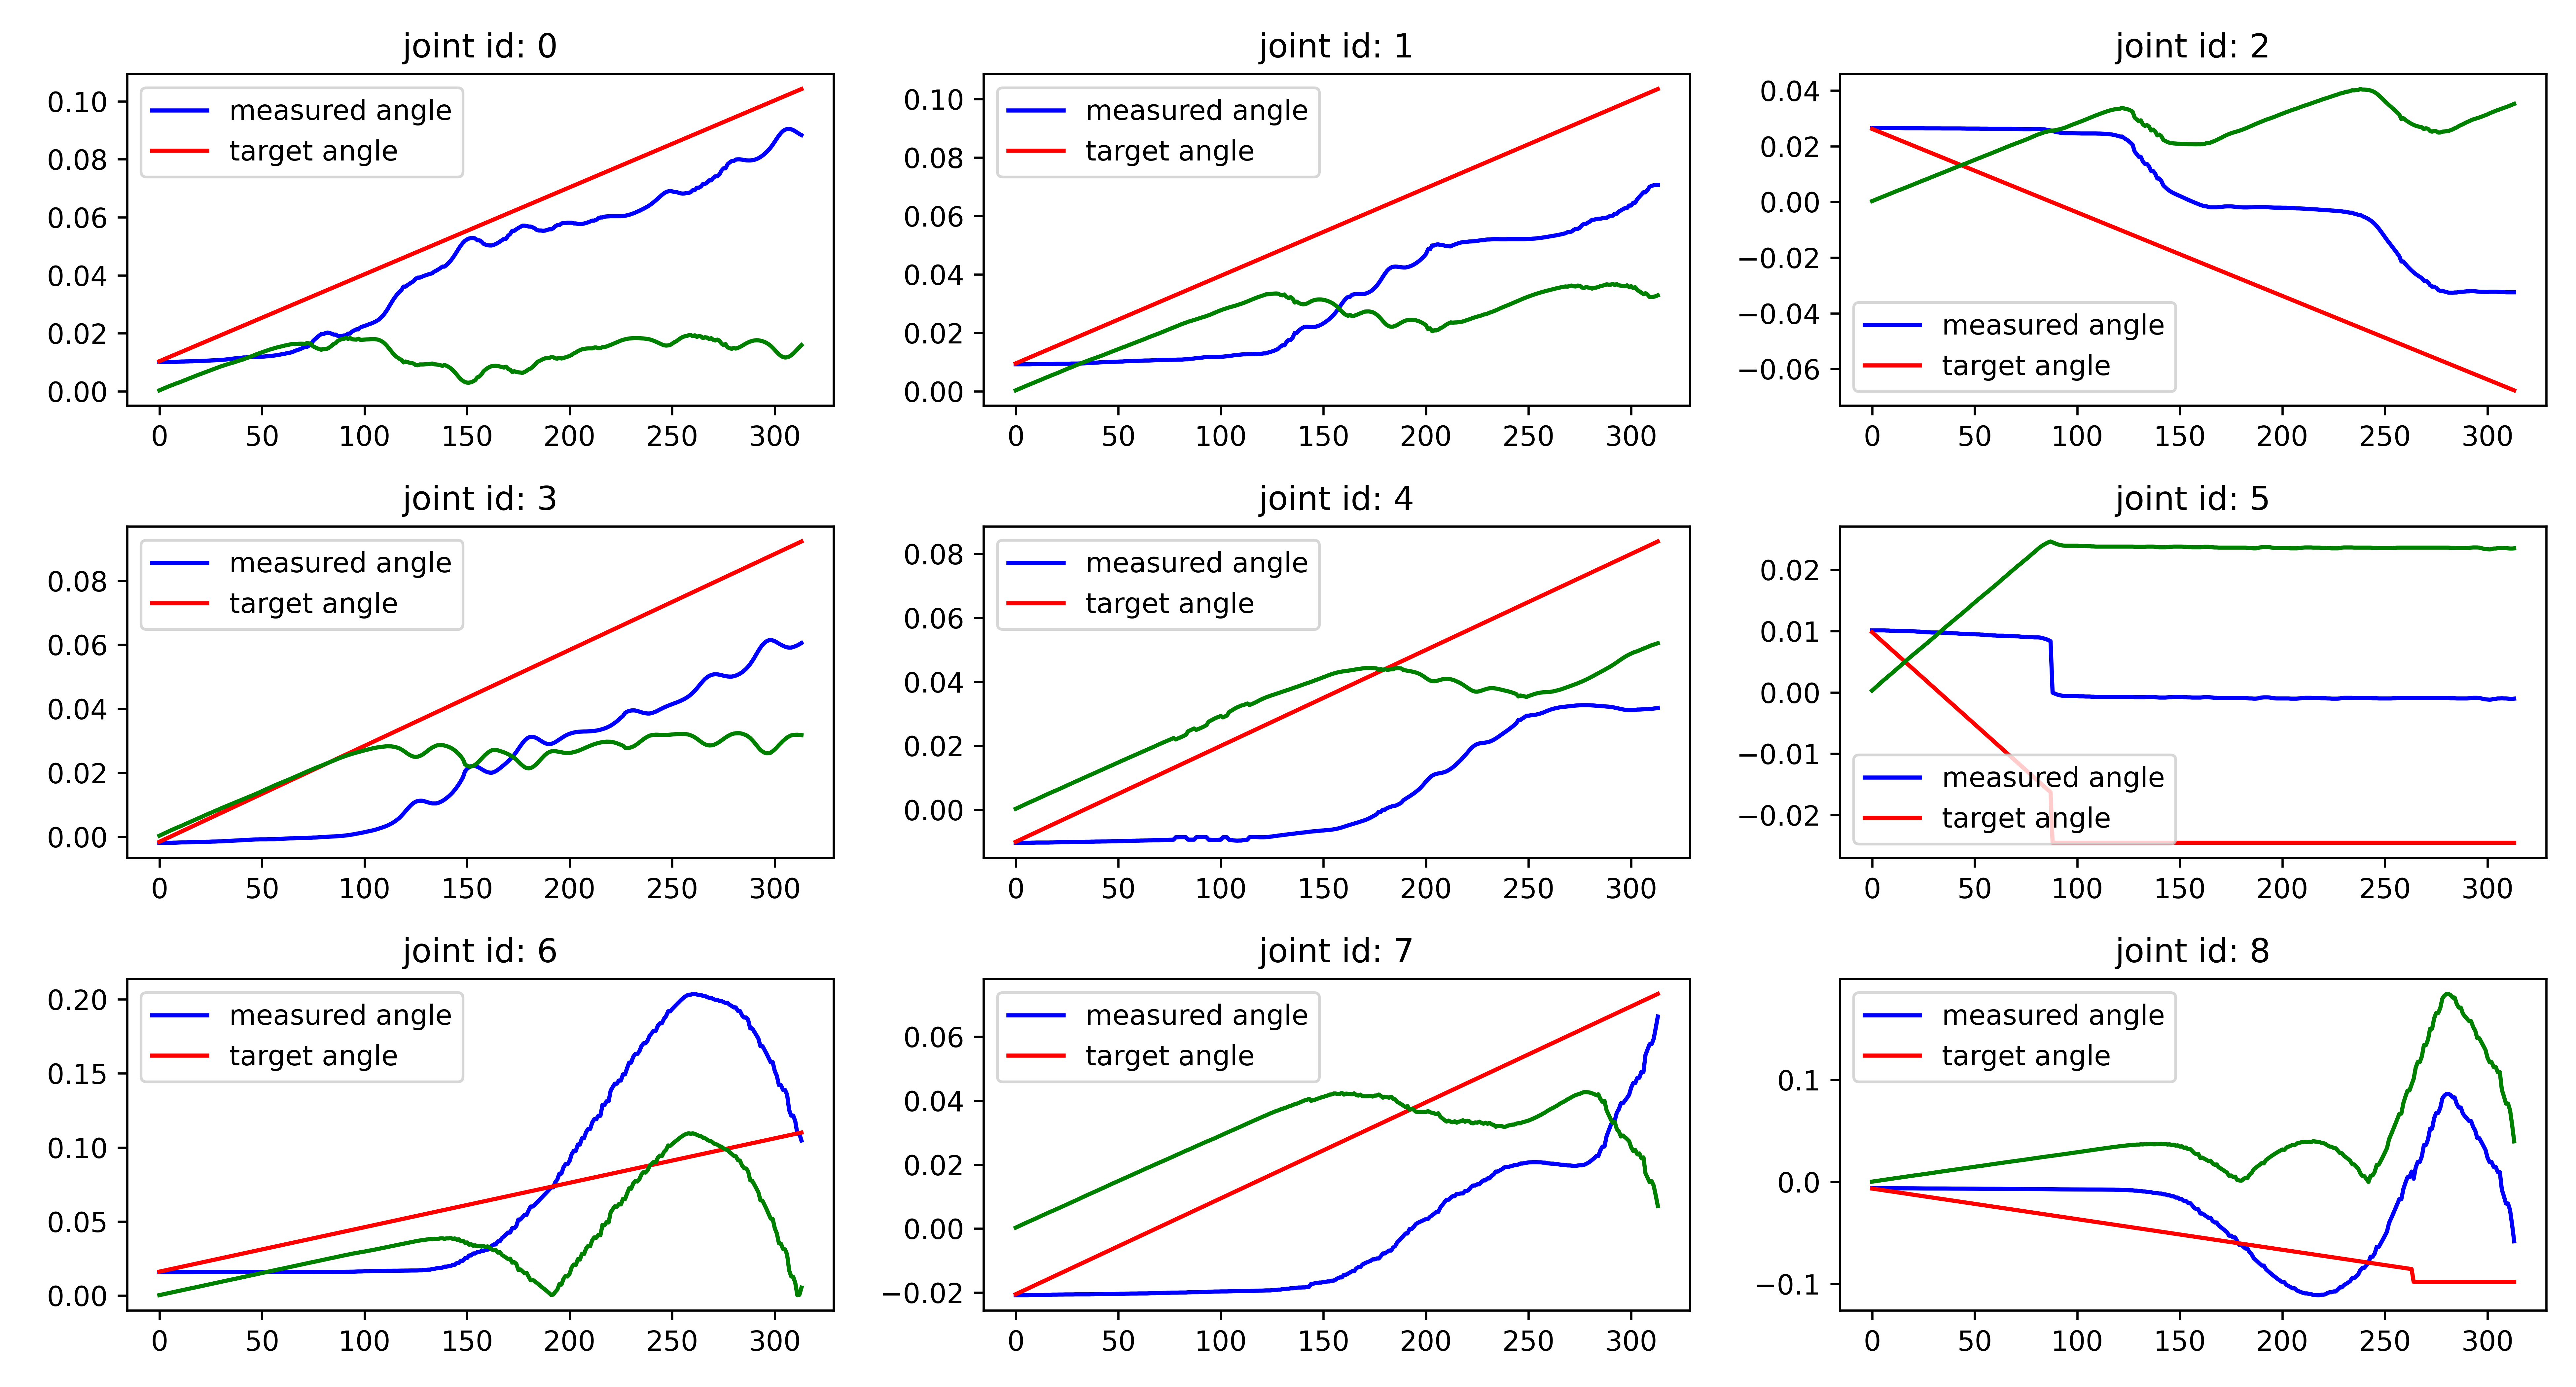 joint id: 0
joint id: 1
joint id: 2
0.10
0.08
0.06
0.04
0.02
0.00
measured angle
target angle
0 50 100 150 200 250 300
0.10
0.08
0.06
0.04
0.02
0.00
measured angle
target angle
0 50 100 150 200 250 300
0.04
0.02
0.00
−0.02
−0.04
−0.06
measured angle
target angle
0 50 100 150 200 250 300
joint id: 3
joint id: 4
joint id: 5
0.08
0.06
0.04
0.02
0.00
measured angle
target angle
0 50 100 150 200 250 300
0.08
0.06
0.04
0.02
0.00
measured angle
target angle
0 50 100 150 200 250 300
0.02
0.01
0.00
−0.01
−0.02
measured angle
target angle
0 50 100 150 200 250 300
joint id: 6
joint id: 7
joint id: 8
0.20
0.15
0.10
0.05
0.00
measured angle
target angle
0 50 100 150 200 250 300
0.06
0.04
0.02
0.00
−0.02
measured angle
target angle
0 50 100 150 200 250 300
0.1
0.0
−0.1
measured angle
target angle
0 50 100 150 200 250 300